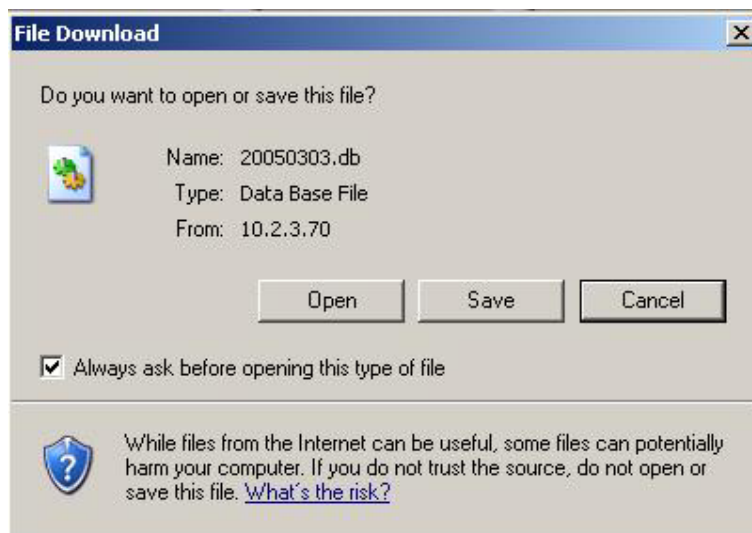 File Download
Do you want to open or save this file?
Name: 20050303.db
Type: Data Base File
From: 10.2.3.70
Open Save Cancel
Always ask before opening this type of file
While files from the Internet can be useful, some files can potentially
harm your computer. If you do not trust the source, do not open or
save this file. What's the risk?